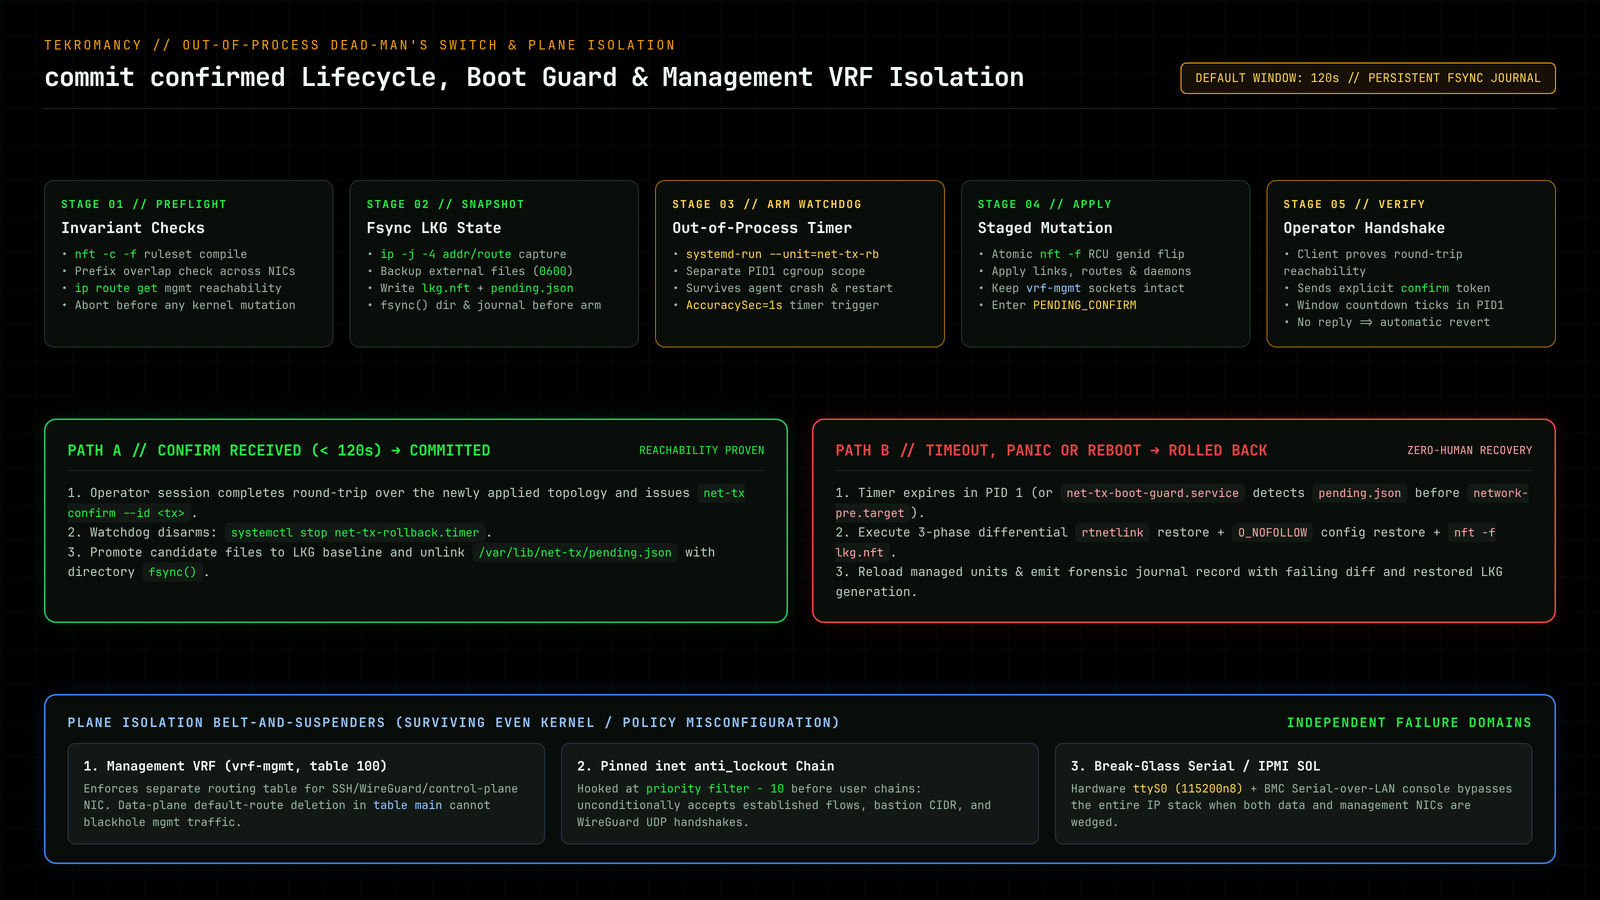 TEKROMANCY // OUT-OF-PROCESS DEAD-MAN'S SWITCH & PLANE ISOLATION
commit confirmed Lifecycle, Boot Guard & Management VRF Isolation
DEFAULT WINDOW: 120s // PERSISTENT FSYNC JOURNAL
STAGE 01 // PREFLIGHT
Invariant Checks
• nft -c -f ruleset compile
• Prefix overlap check across NICs
• ip route get mgmt reachability
• Abort before any kernel mutation
STAGE 02 // SNAPSHOT
Fsync LKG State
• ip -j -4 addr/route capture
• Backup external files (0600)
• Write lkg.nft + pending.json
• fsync() dir & journal before arm
STAGE 03 // ARM WATCHDOG
Out-of-Process Timer
• systemd-run --unit=net-tx-rb
• Separate PID1 cgroup scope
• Survives agent crash & restart
• AccuracySec=1s timer trigger
STAGE 04 // APPLY
Staged Mutation
• Atomic nft -f RCU genid flip
• Apply links, routes & daemons
• Keep vrf-mgmt sockets intact
• Enter PENDING_CONFIRM
STAGE 05 // VERIFY
Operator Handshake
• Client proves round-trip
reachability
• Sends explicit confirm token
• Window countdown ticks in PID1
• No reply ⇒ automatic revert
PATH A // CONFIRM RECEIVED (< 120s) → COMMITTED
REACHABILITY PROVEN
1. Operator session completes round-trip over the newly applied topology and issues net-tx
confirm --id <tx>.
2. Watchdog disarms: systemctl stop net-tx-rollback.timer.
3. Promote candidate files to LKG baseline and unlink /var/lib/net-tx/pending.json with
directory fsync().
PATH B // TIMEOUT, PANIC OR REBOOT → ROLLED BACK
ZERO-HUMAN RECOVERY
1. Timer expires in PID 1 (or net-tx-boot-guard.service detects pending.json before network-
pre.target).
2. Execute 3-phase differential rtnetlink restore + O_NOFOLLOW config restore + nft -f
lkg.nft.
3. Reload managed units & emit forensic journal record with failing diff and restored LKG
generation.
PLANE ISOLATION BELT-AND-SUSPENDERS (SURVIVING EVEN KERNEL / POLICY MISCONFIGURATION)
INDEPENDENT FAILURE DOMAINS
1. Management VRF (vrf-mgmt, table 100)
Enforces separate routing table for SSH/WireGuard/control-plane
NIC. Data-plane default-route deletion in table main cannot
blackhole mgmt traffic.
2. Pinned inet anti_lockout Chain
Hooked at priority filter - 10 before user chains:
unconditionally accepts established flows, bastion CIDR, and
WireGuard UDP handshakes.
3. Break-Glass Serial / IPMI SOL
Hardware ttyS0 (115200n8) + BMC Serial-over-LAN console bypasses
the entire IP stack when both data and management NICs are
wedged.